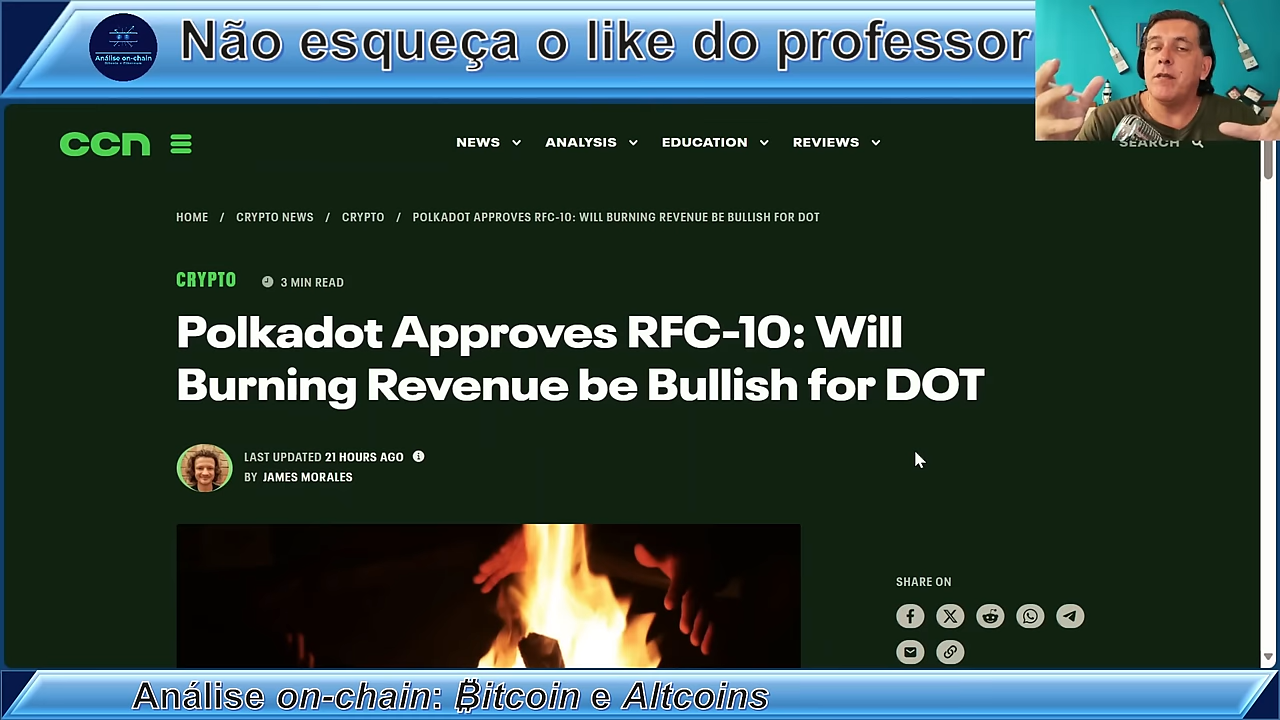 Análise on-chain
Não esqueça o like do professor
ccn
NEWS
ANALYSIS
EDUCATION
REVIEWS
SEARCH
HOME / CRYPTO NEWS / CRYPTO / POLKADOT APPROVES RFC-10: WILL BURNING REVENUE BE BULLISH FOR DOT
CRYPTO
3 MIN READ
Polkadot Approves RFC-10: Will
Burning Revenue be Bullish for DOT
LAST UPDATED 21 HOURS AGO
BY JAMES MORALES
SHARE ON
Análise on-chain: ₿itcoin e Altcoins